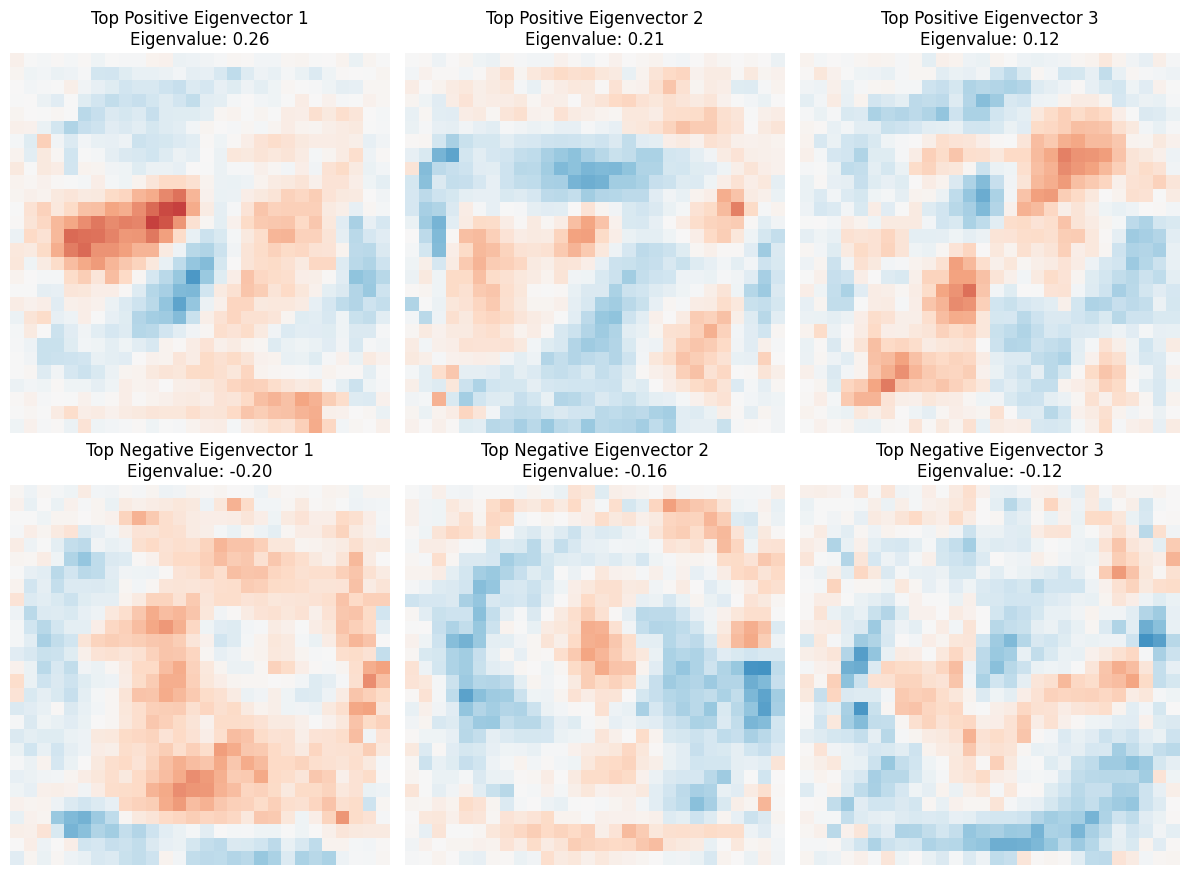 Top Positive Eigenvector 1
Eigenvalue: 0.26
Top Positive Eigenvector 2
Eigenvalue: 0.21
Top Positive Eigenvector 3
Eigenvalue: 0.12
Top Negative Eigenvector 1
Eigenvalue: -0.20
Top Negative Eigenvector 2
Eigenvalue: -0.16
Top Negative Eigenvector 3
Eigenvalue: -0.12